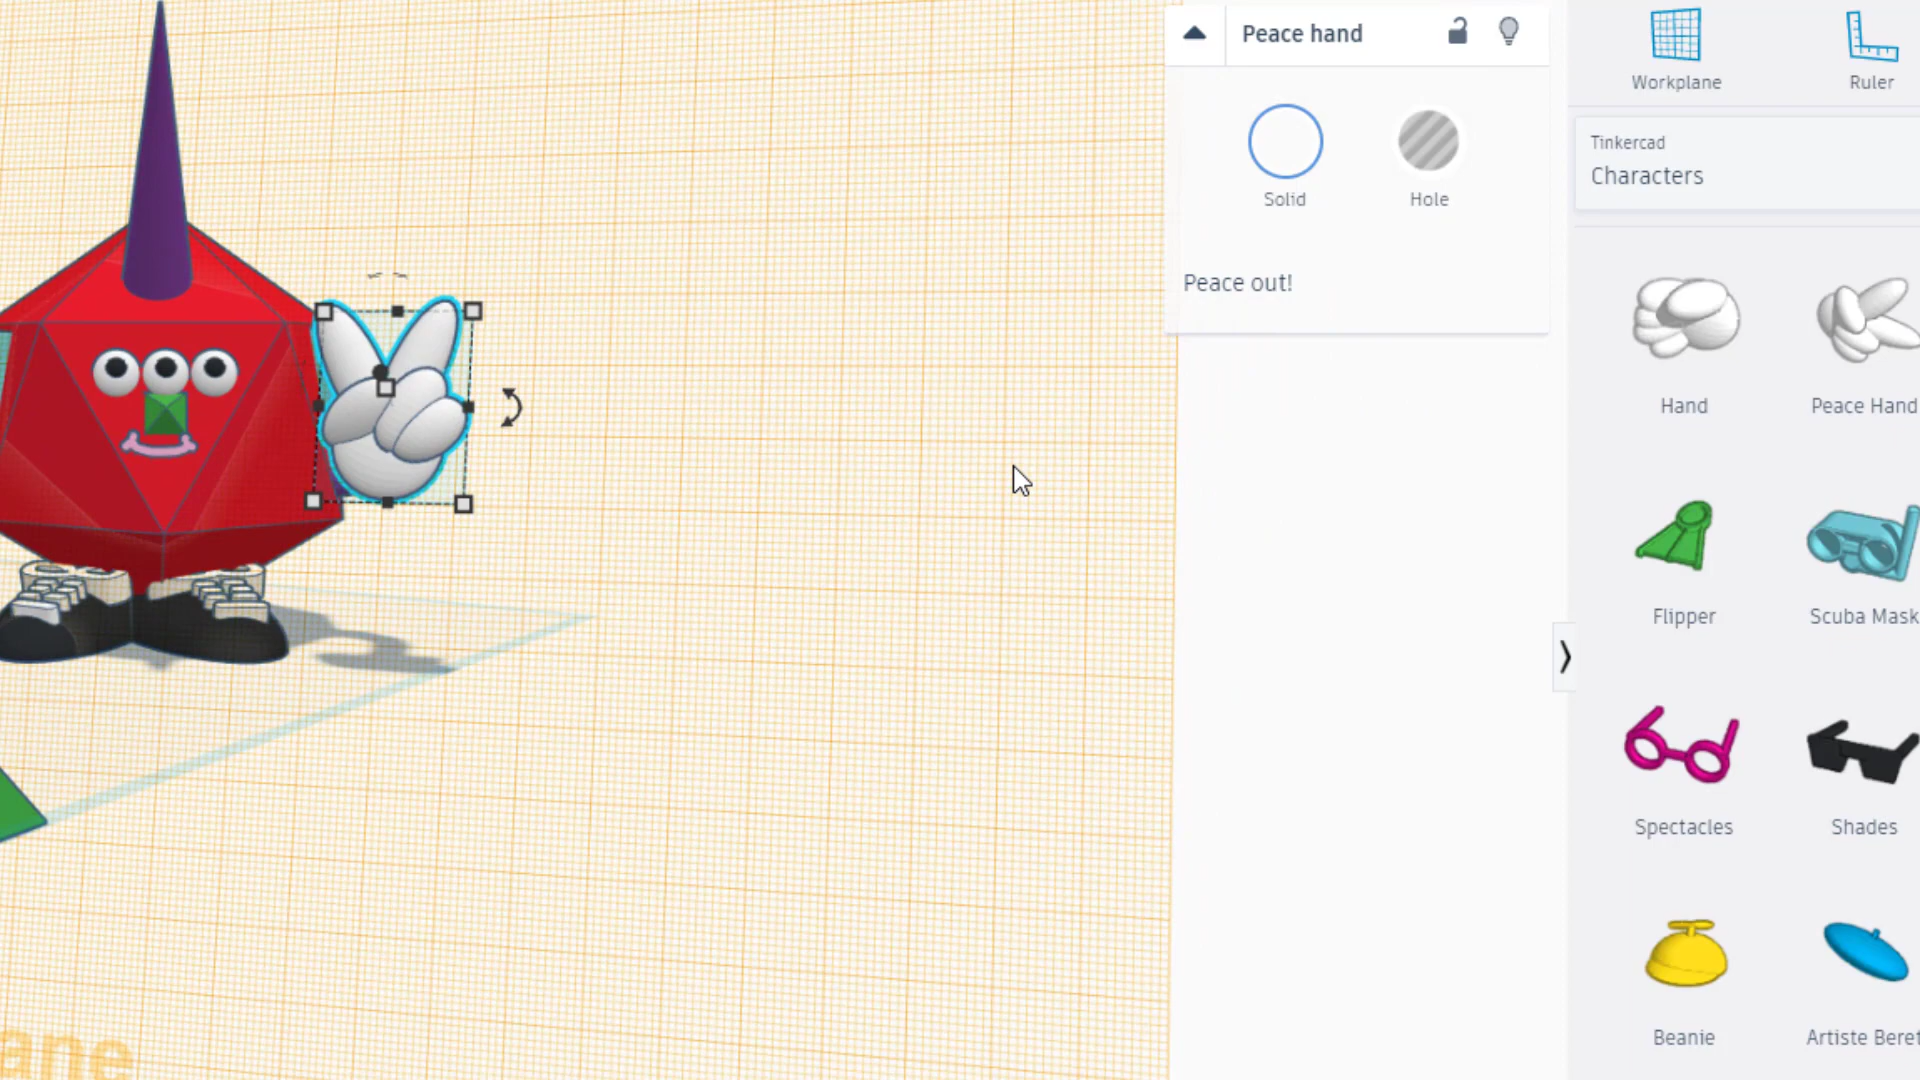 Peace hand
Solid
Hole
Peace out!
Workplane
Ruler
Tinkercad
Characters
Hand
Peace Hand
Flipper
Scuba Mask
Spectacles
Shades
Beanie
Artiste Beret
ane